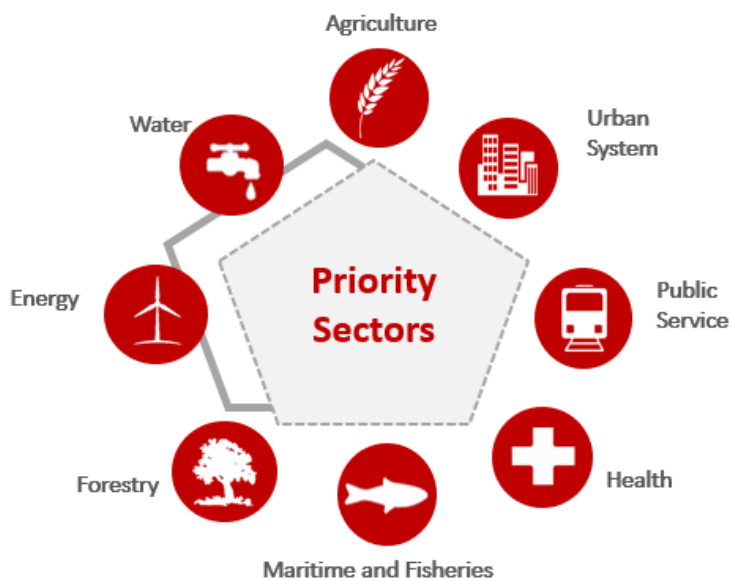 Agriculture
Water
Urban
System
Energy
Priority
Sectors
Public
Service
Forestry
Health
Maritime and Fisheries